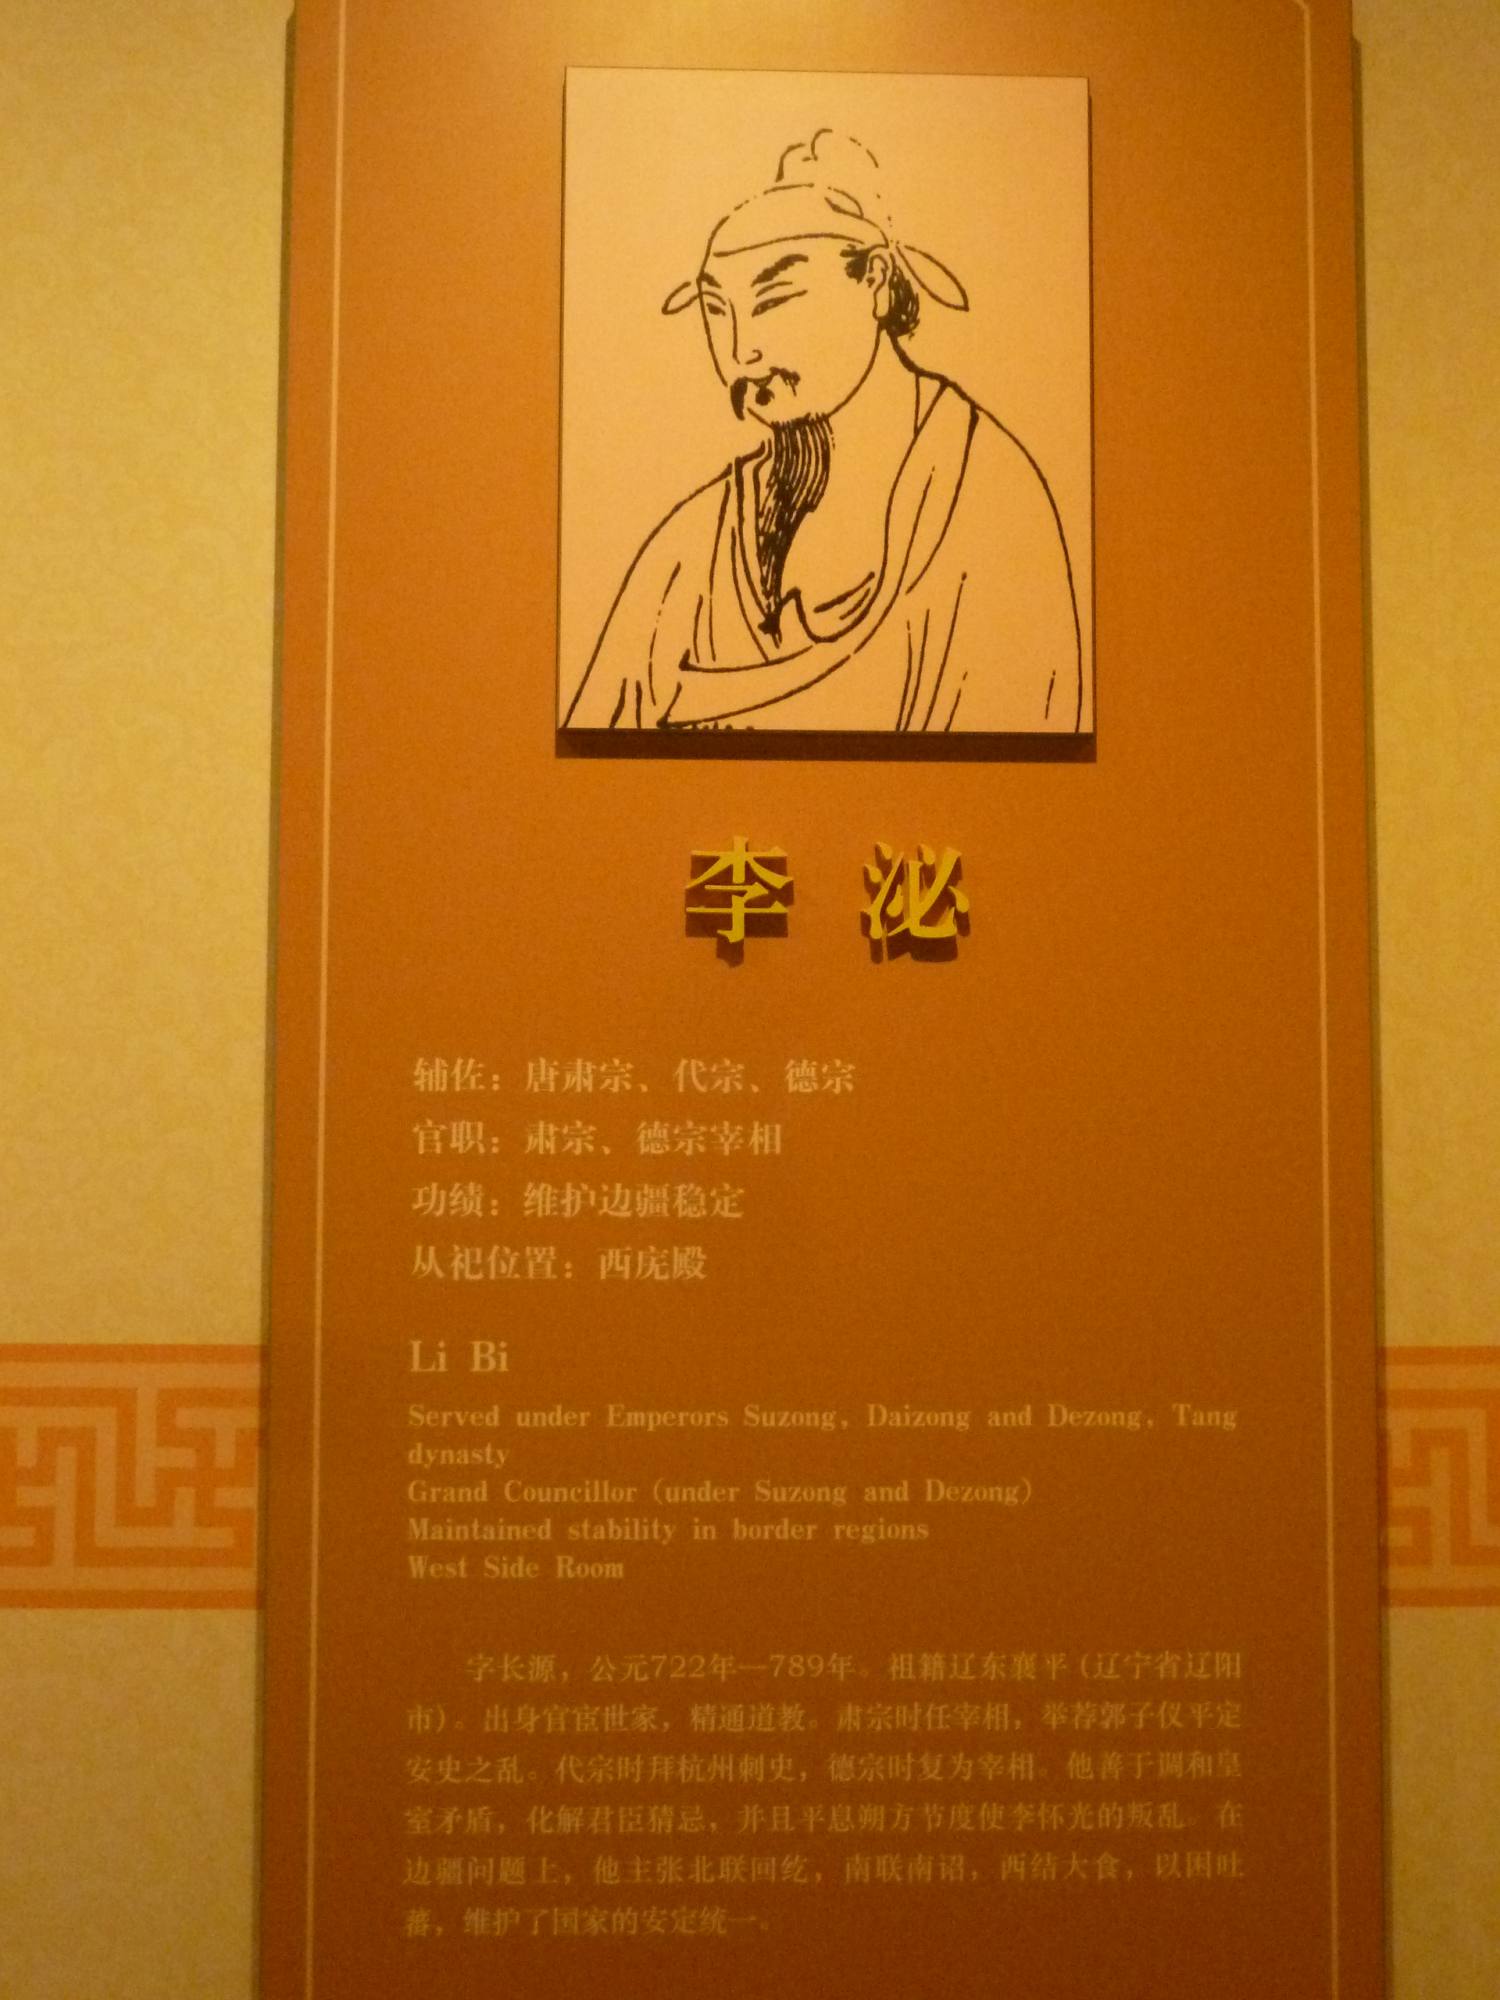 李泌
辅佐：唐肃宗、代宗、德宗
官职：肃宗、德宗宰相
功绩：维护边疆稳定
从祀位置：西庑殿
Li Bi
Served under Emperors Suzong, Daizong and Dezong, Tang
dynasty
Grand Councillor (under Suzong and Dezong)
Maintained stability in border regions
West Side Room
字长源，公元722年—789年。祖籍辽东襄平（辽宁省辽阳
市）。出身官宦世家，精通道教。肃宗时任宰相，举荐郭子仪平定
安史之乱。代宗时拜杭州刺史，德宗时复为宰相。他善于调和皇
室矛盾，化解君臣猜忌，并且平息朔方节度使李怀光的叛乱。在
边疆问题上，他主张北联回纥，南联南诏，西结大食，以困吐
蕃，维护了国家的安定统一。